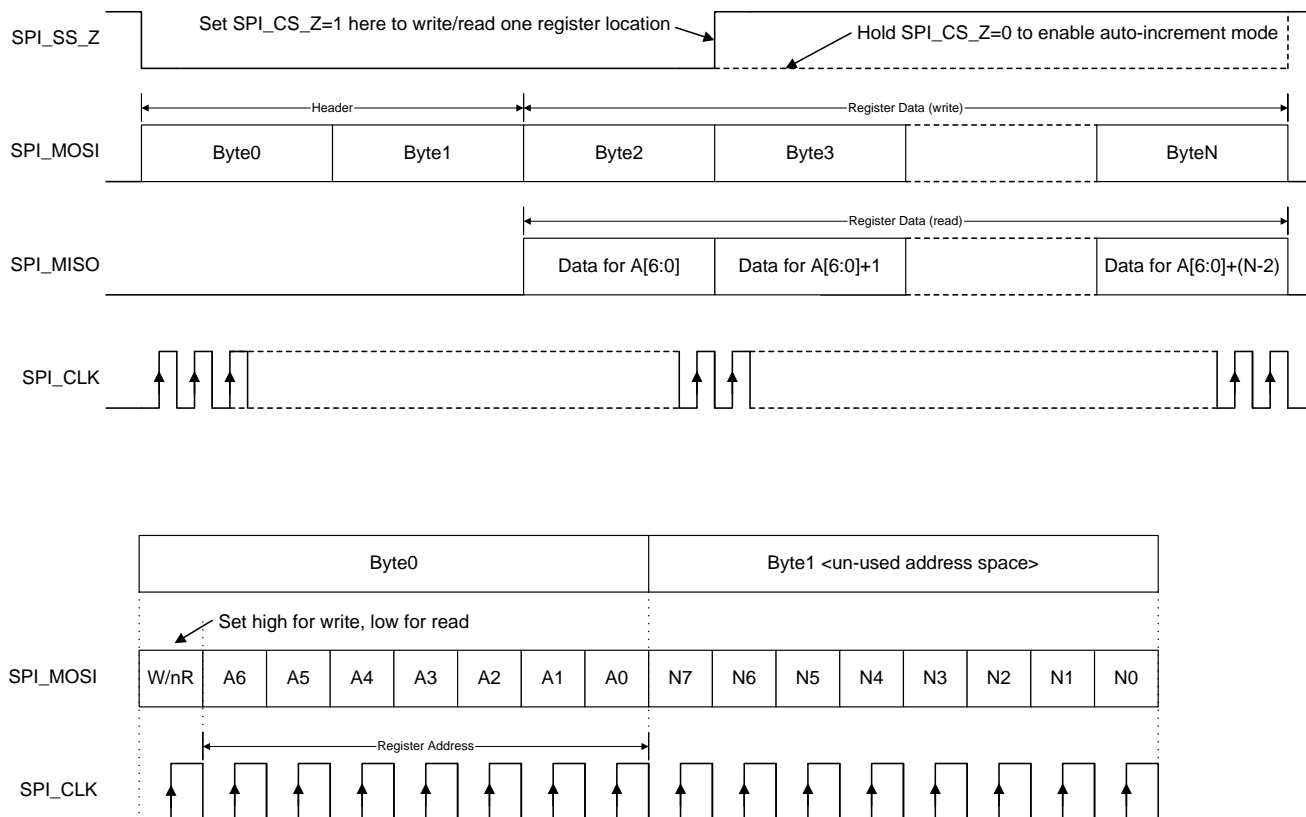 Set SPI_CS_Z=1 here to write/read one register location
SPI_SS_Z
Hold SPI_CS_Z=0 to enable auto-increment mode
Header
Register Data (write)
SPI_MOSI
Byte0
Byte1
Byte2
Byte3
ByteN
Register Data (read)
SPI_MISO
Data for A[6:0]
Data for A[6:0]+1
Data for A[6:0]+(N-2)
SPI_CLK
Byte0
Byte1 <un-used address space>
Set high for write, low for read
SPI_MOSI
W/nR
A6
A5
A4
A3
A2
A1
A0
N7
N6
N5
N4
N3
N2
N1
N0
Register Address
SPI_CLK